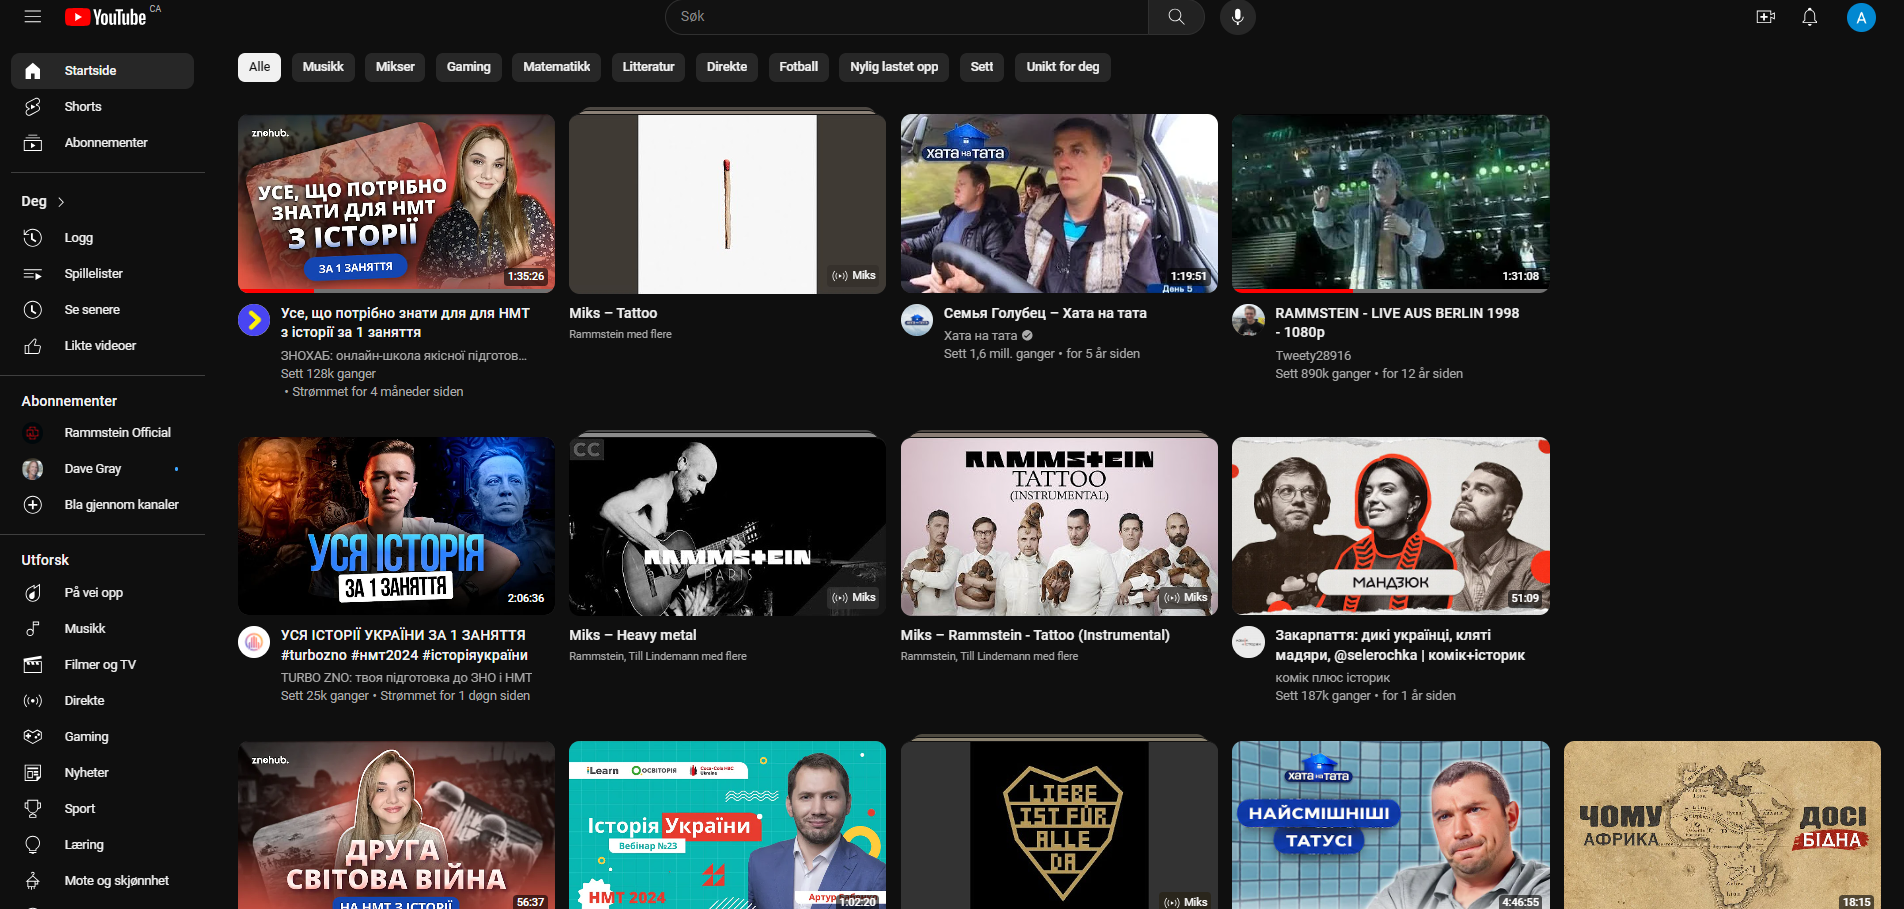 YouTube CA
Søk
A
Startside
Shorts
Abonnementer
Deg
Logg
Spillelister
Se senere
Likte videoer
Abonnementer
Rammstein Official
Dave Gray
Bla gjennom kanaler
Utforsk
På vei opp
Musikk
Filmer og TV
Direkte
Gaming
Nyheter
Sport
Læring
Mote og skjønnhet
Alle Musikk Mikser Gaming Matematikk Litteratur Direkte Fotball Nylig lastet opp Sett Unikt for deg
znohub.
УСЕ, ЩО ПОТРІБНО
ЗНАТИ ДЛЯ НМТ
З ІСТОРІЇ
ЗА 1 ЗАНЯТТЯ
1:35:26
Усе, що потрібно знати для для НМТ
з історії за 1 заняття
ЗНОХАБ: онлайн-школа якісної підготов...
Sett 128k ganger
• Strømmet for 4 måneder siden
Miks
Miks – Tattoo
Rammstein med flere
ХАТА НА ТАТА
1:19:51
День 5
Семья Голубец – Хата на тата
Хата на тата
Sett 1,6 mill. ganger • for 5 år siden
1:31:08
RAMMSTEIN - LIVE AUS BERLIN 1998
- 1080p
Tweety28916
Sett 890k ganger • for 12 år siden
УСЯ ІСТОРІЯ
ЗА 1 ЗАНЯТТЯ
2:06:36
УСЯ ІСТОРІЇ УКРАЇНИ ЗА 1 ЗАНЯТТЯ
#turbozno #нмт2024 #історіяукраїни
TURBO ZNO: твоя підготовка до ЗНО і НМТ
Sett 25k ganger • Strømmet for 1 døgn siden
CC
RAMMSTEIN
PARIS
Miks
Miks – Heavy metal
Rammstein, Till Lindemann med flere
RAMMSTEIN
TATTOO
(INSTRUMENTAL)
Miks
Miks – Rammstein - Tattoo (Instrumental)
Rammstein, Till Lindemann med flere
МАНДЗЮК
51:09
Закарпаття: дикі українці, кляті
мадяри, @selerochka | комік+історик
комік плюс історик
Sett 187k ganger • for 1 år siden
znohub.
ДРУГА
СВІТОВА ВІЙНА
НА НМТ З ІСТОРІЇ
56:37
iLearn ОСВІТОРІЯ Coca-Cola HBC
Ukraine
Історія України
Вебінар №23
НМТ 2024
Артур
1:02:20
LIEBE
IST FÜR
ALLE
DA
Miks
ХАТА НА ТАТА
НАЙСМІШНІШІ
ТАТУСІ
4:46:55
ЧОМУ ДОСІ
АФРИКА БІДНА
18:15